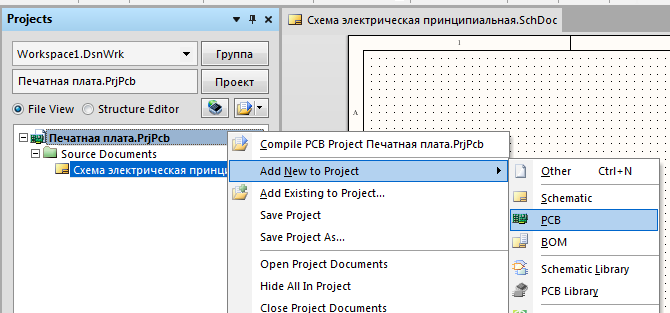 Projects
Схема электрическая принципиальная.SchDoc
Workspace1.DsnWrk
Группа
Печатная плата.PrjPcb
Проект
File View
Structure Editor
1
A
Печатная плата.PrjPcb
Source Documents
Схема электрическая принци
Compile PCB Project Печатная плата.PrjPcb
Add New to Project
Add Existing to Project...
Save Project
Save Project As...
Open Project Documents
Hide All In Project
Close Project Documents
Other Ctrl+N
Schematic
PCB
BOM
Schematic Library
PCB Library